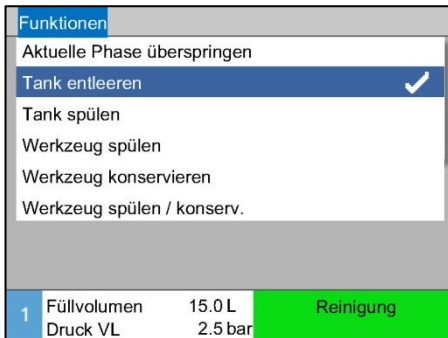 Funktionen
Aktuelle Phase überspringen
Tank entleeren
Tank spülen
Werkzeug spülen
Werkzeug konservieren
Werkzeug spülen / konserv.
1 Füllvolumen 15.0 L Reinigung
Druck VL 2.5 bar